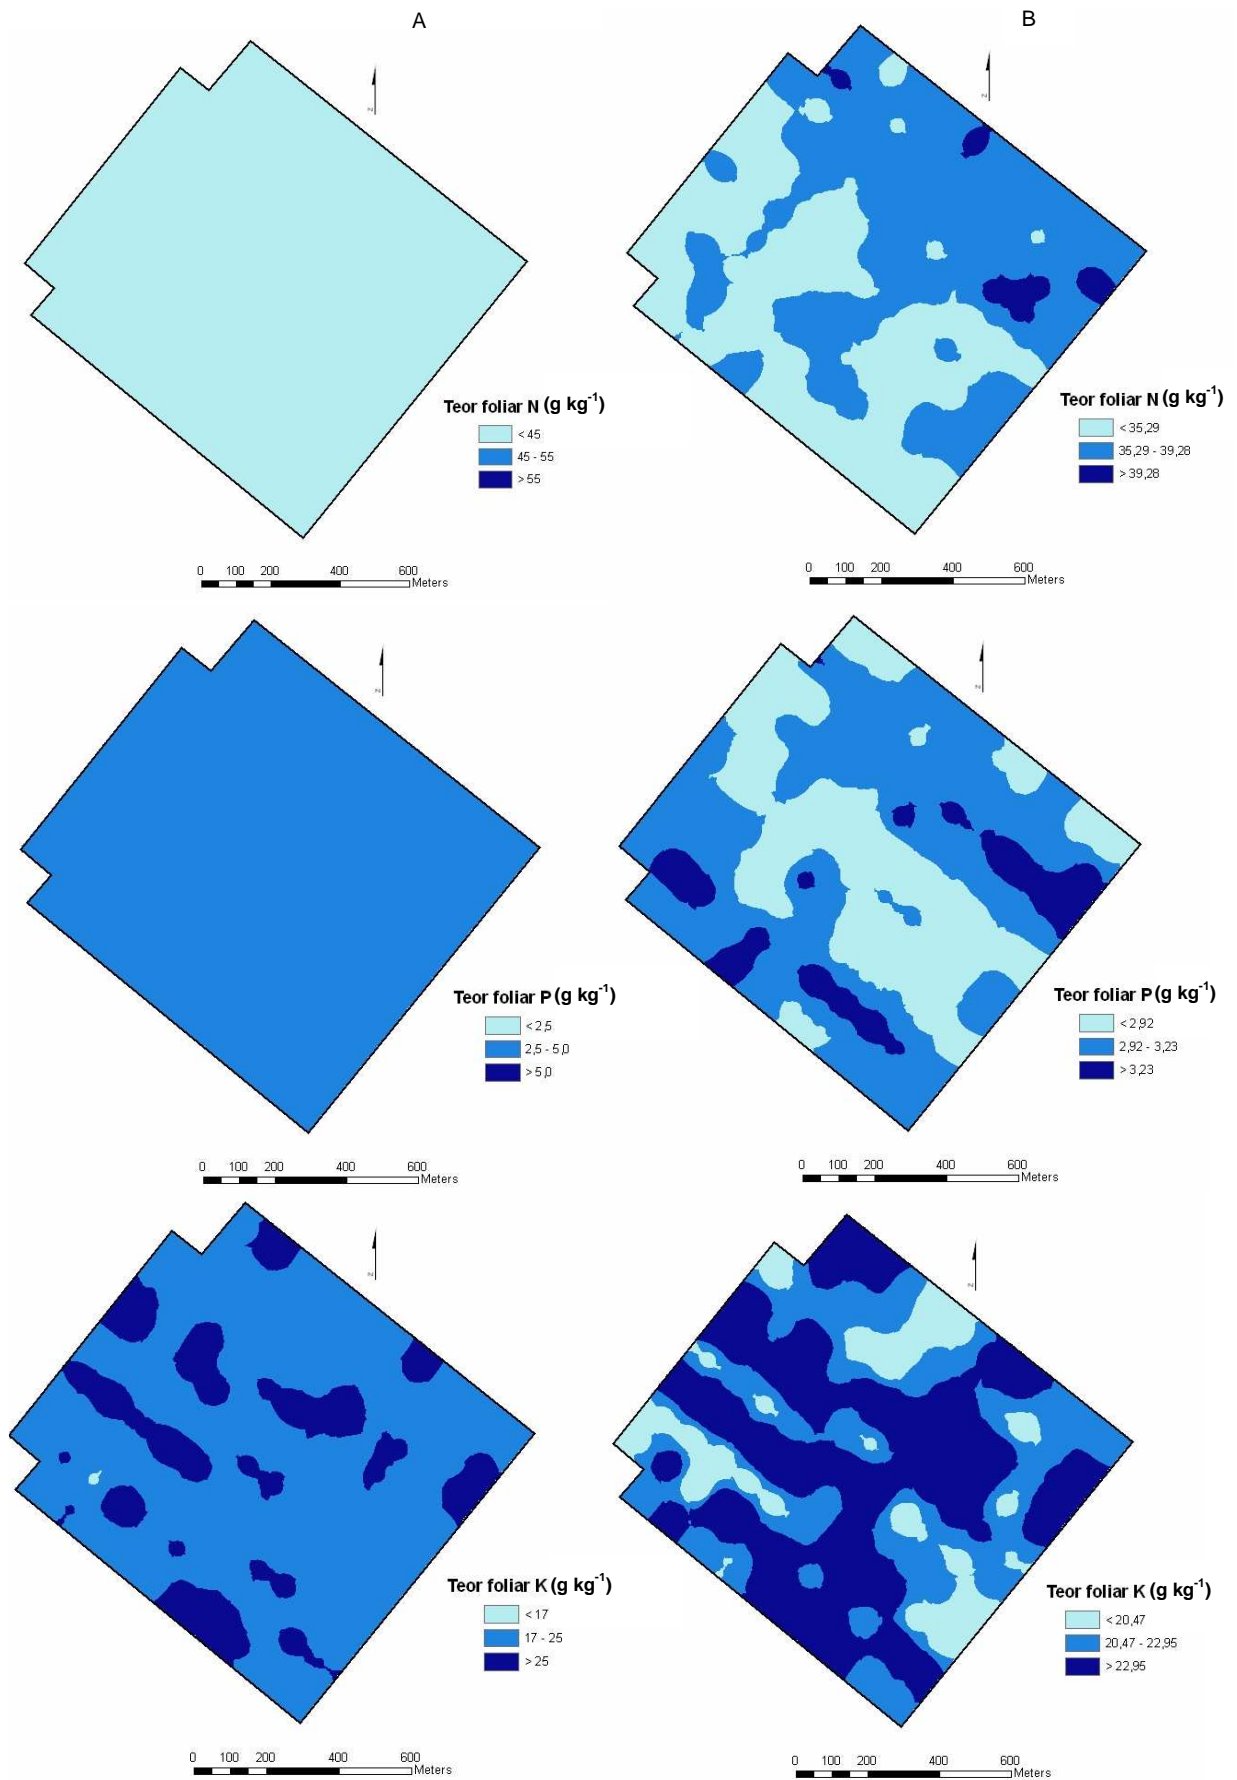 A
B
N
N
Teor foliar N (g kg-1)
< 45
45 - 55
> 55
Teor foliar N (g kg-1)
< 35,29
35,29 - 39,28
> 39,28
0 100 200 400 600 Meters
0 100 200 400 600 Meters
N
N
Teor foliar P (g kg-1)
< 2,5
2,5 - 5,0
> 5,0
Teor foliar P (g kg-1)
< 2,92
2,92 - 3,23
> 3,23
0 100 200 400 600 Meters
0 100 200 400 600 Meters
N
N
Teor foliar K (g kg-1)
< 17
17 - 25
> 25
Teor foliar K (g kg-1)
< 20,47
20,47 - 22,95
> 22,95
0 100 200 400 600 Meters
0 100 200 400 600 Meters